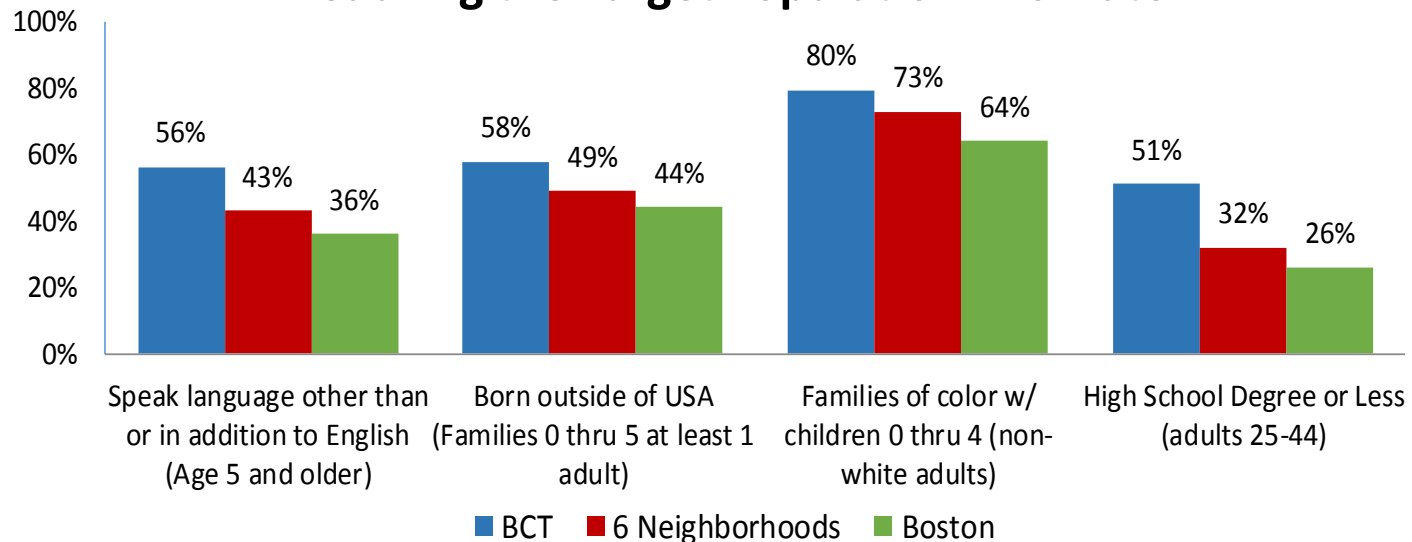 100%
80%
60%
40%
20%
0%
56%
43%
36%
58%
49%
44%
80%
73%
64%
51%
32%
26%
Speak language other than
or in addition to English
(Age 5 and older)
Born outside of USA
(Families 0 thru 5 at least 1
adult)
Families of color w/
children 0 thru 4 (non-
white adults)
High School Degree or Less
(adults 25-44)
BCT
6 Neighborhoods
Boston